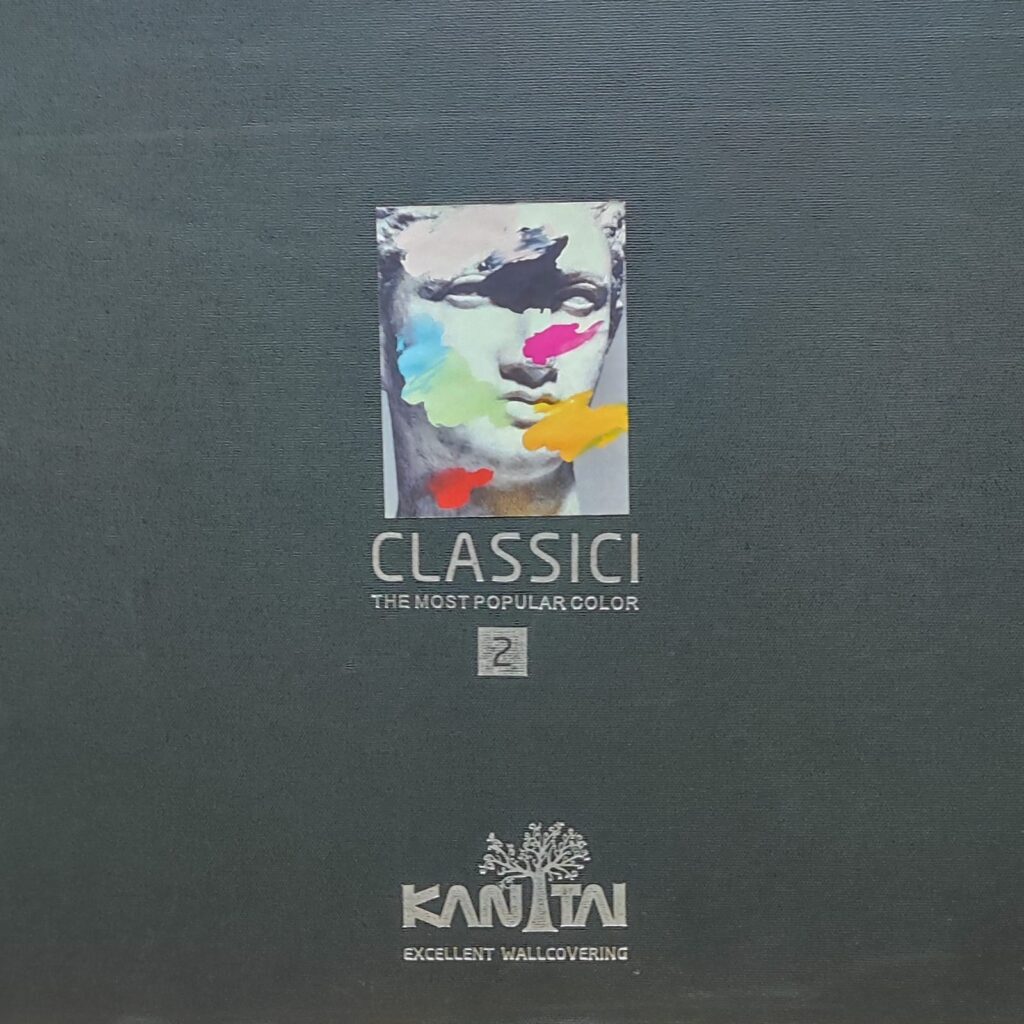 CLASSICI
THE MOST POPULAR COLOR
2
KANTAI
EXCELLENT WALLCOVERING